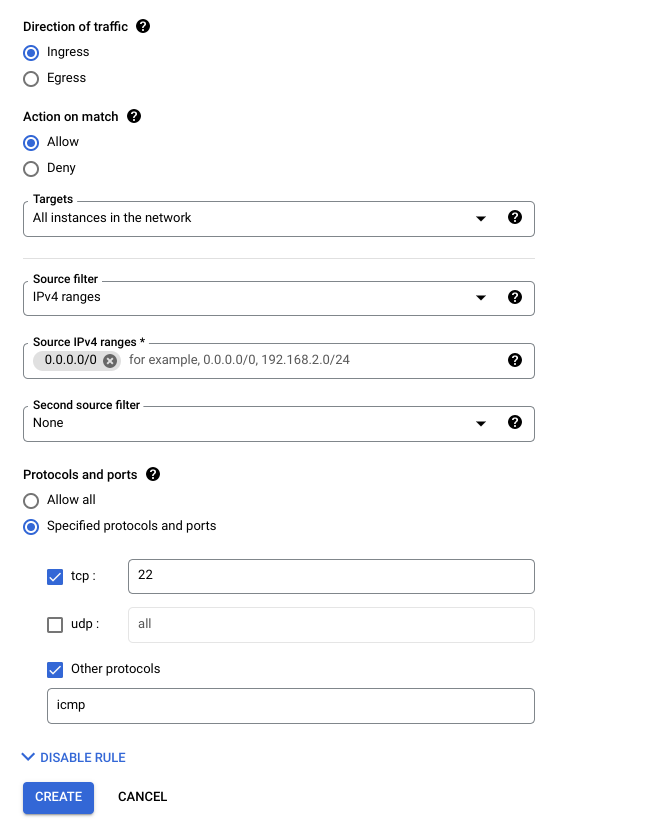 Direction of traffic ?
Ingress
Egress
Action on match ?
Allow
Deny
Targets
All instances in the network ?
Source filter
IPv4 ranges ?
Source IPv4 ranges *
0.0.0.0/0 for example, 0.0.0.0/0, 192.168.2.0/24 ?
Second source filter
None ?
Protocols and ports ?
Allow all
Specified protocols and ports
tcp : 22
udp : all
Other protocols
icmp
DISABLE RULE
CREATE CANCEL